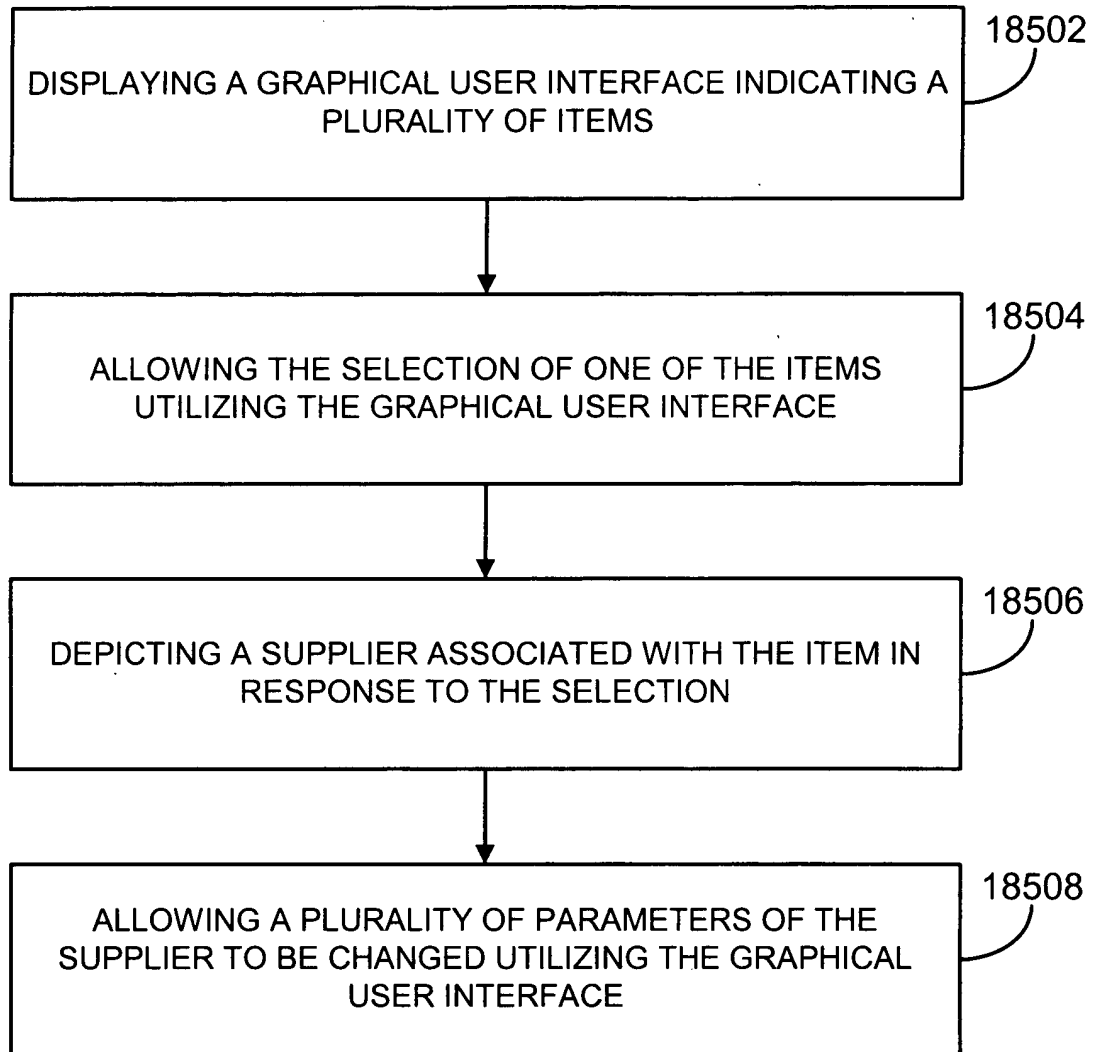 18502
DISPLAYING A GRAPHICAL USER INTERFACE INDICATING A
PLURALITY OF ITEMS
18504
ALLOWING THE SELECTION OF ONE OF THE ITEMS
UTILIZING THE GRAPHICAL USER INTERFACE
18506
DEPICTING A SUPPLIER ASSOCIATED WITH THE ITEM IN
RESPONSE TO THE SELECTION
18508
ALLOWING A PLURALITY OF PARAMETERS OF THE
SUPPLIER TO BE CHANGED UTILIZING THE GRAPHICAL
USER INTERFACE